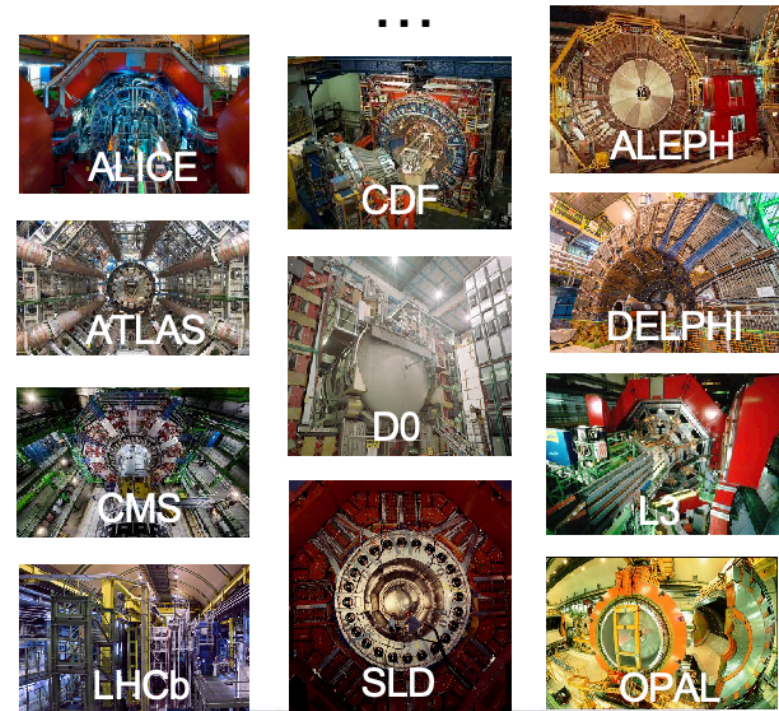 ...
ALICE
ATLAS
CMS
LHCb
CDF
D0
SLD
ALEPH
DELPHI
L3
OPAL